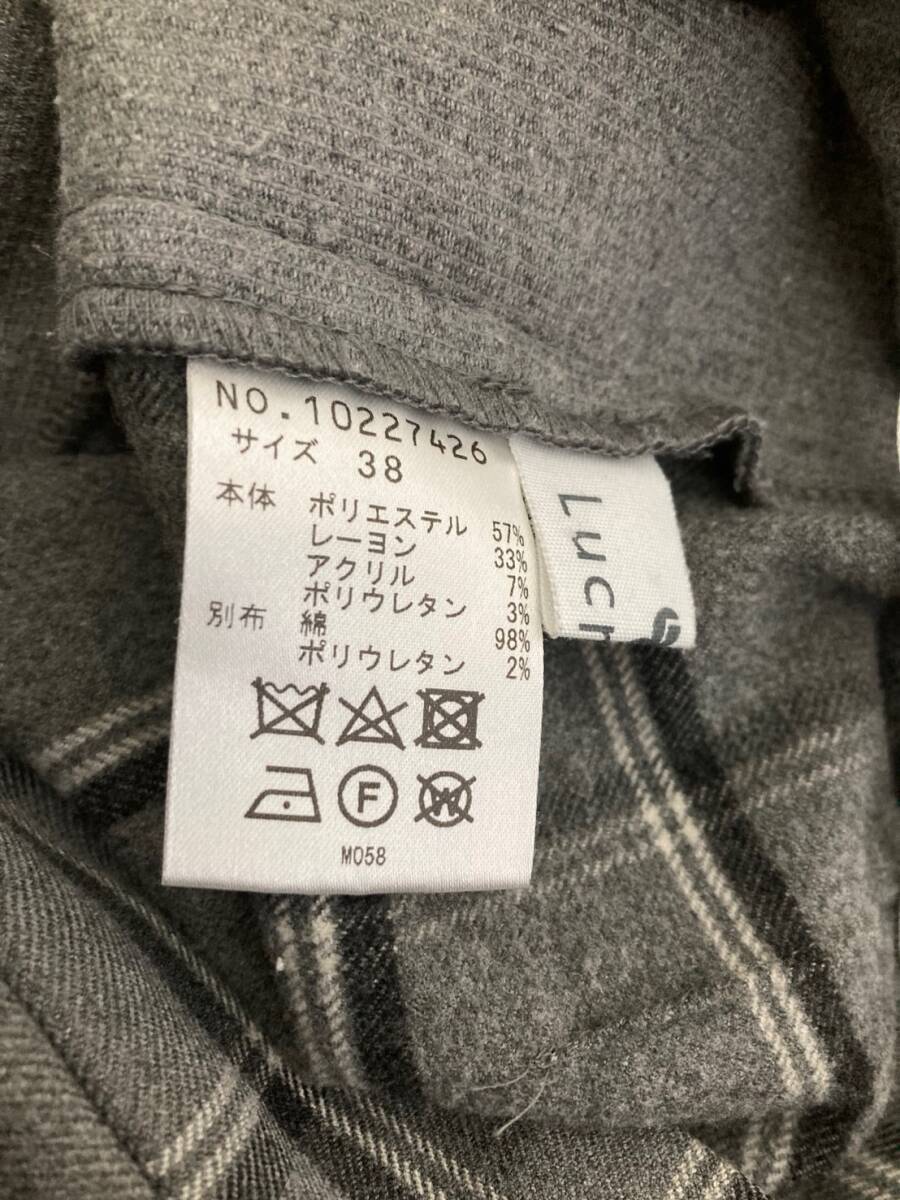 NO.10227426
サイズ 38
本体 ポリエステル 57%
レーヨン 33%
アクリル 7%
ポリウレタン 3%
別布 綿 98%
ポリウレタン 2%
F
W
M058